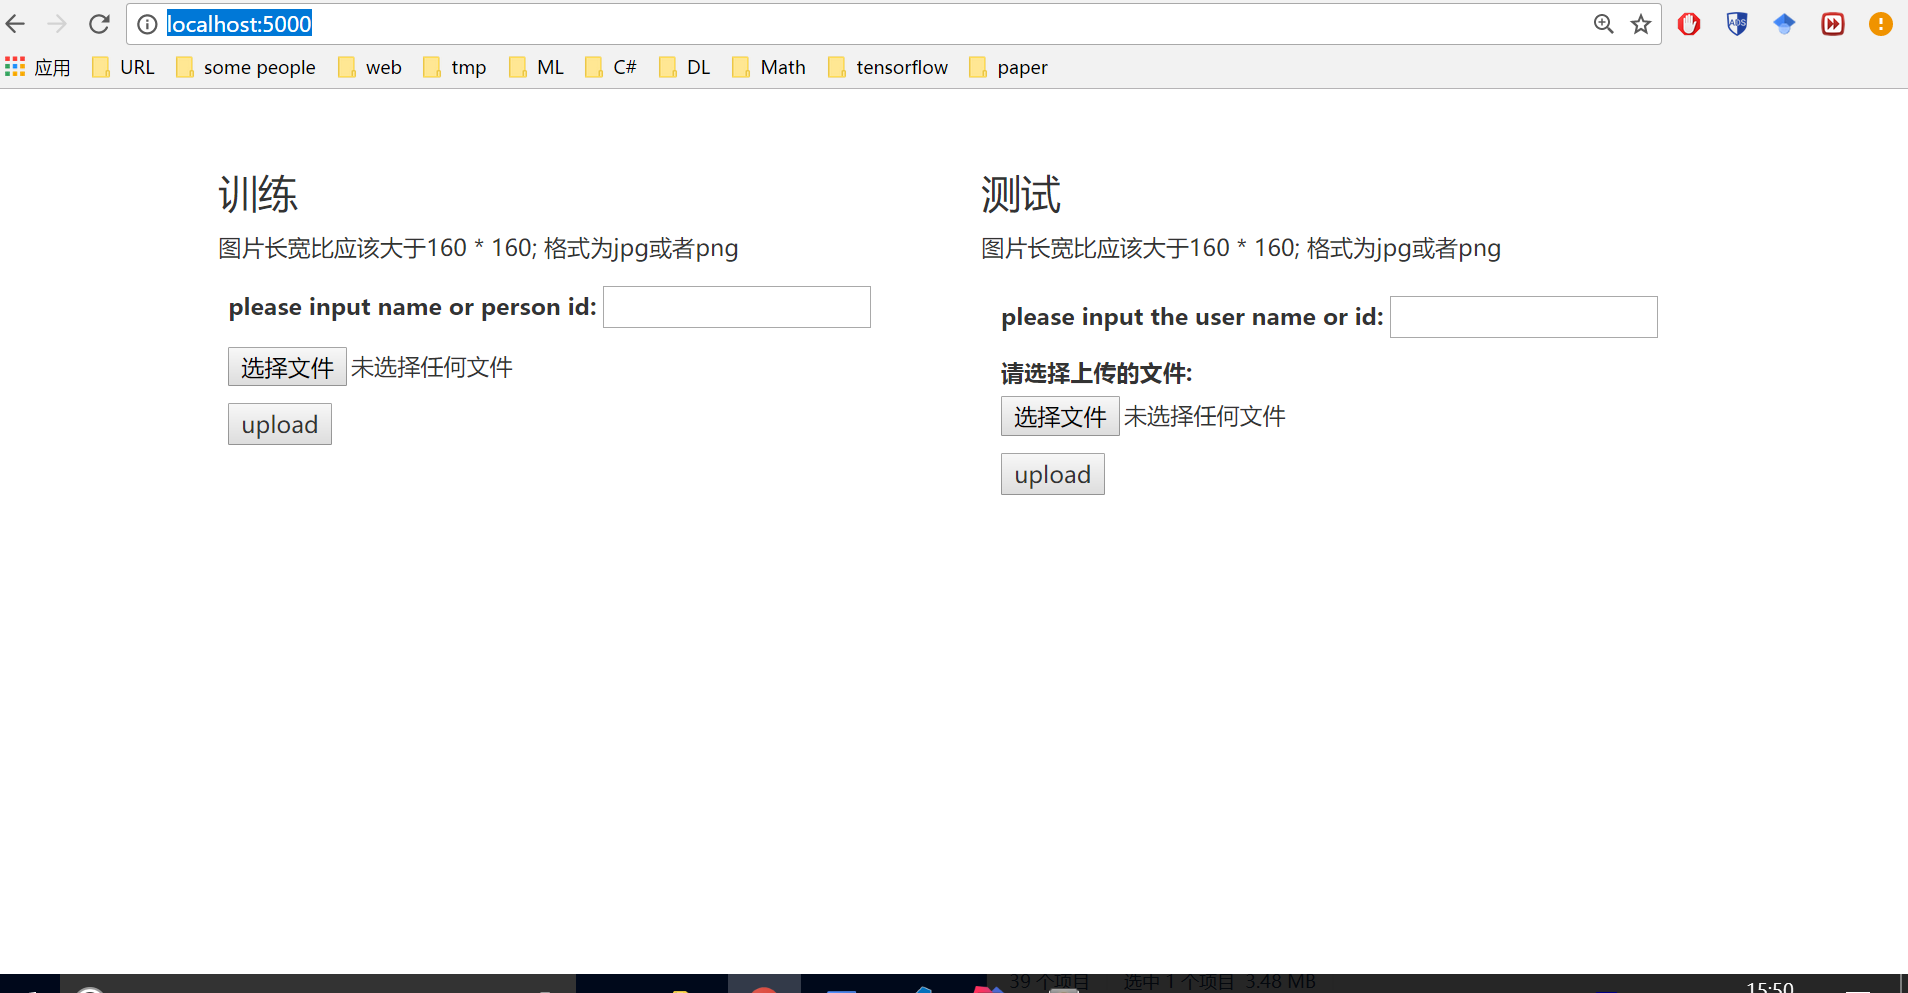 localhost:5000
应用 URL some people web tmp ML C# DL Math tensorflow paper
训练
图片长宽比应该大于160 * 160; 格式为jpg或者png
please input name or person id:
选择文件 未选择任何文件
upload
测试
图片长宽比应该大于160 * 160; 格式为jpg或者png
please input the user name or id:
请选择上传的文件:
选择文件 未选择任何文件
upload
39 个项目 选中 1 个项目 3.48 MB
15:50